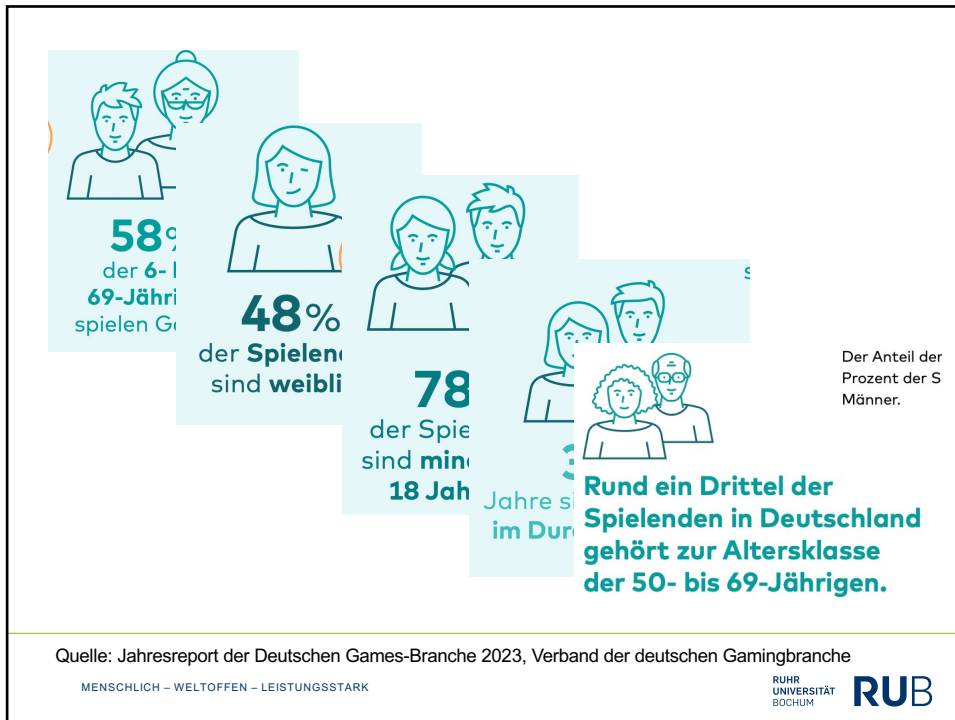 58%
der 6-
69-Jähri
spielen G
48%
der Spielen
sind weibli
78
der Spie
sind min
18 Jah
3
Jahre si
im Dur
Rund ein Drittel der
Spielenden in Deutschland
gehört zur Altersklasse
der 50- bis 69-Jährigen.
Der Anteil der
Prozent der S
Männer.
Quelle: Jahresreport der Deutschen Games-Branche 2023, Verband der deutschen Gamingbranche
MENSCHLICH – WELTOFFEN – LEISTUNGSSTARK
RUHR
UNIVERSITÄT
BOCHUM
RUB